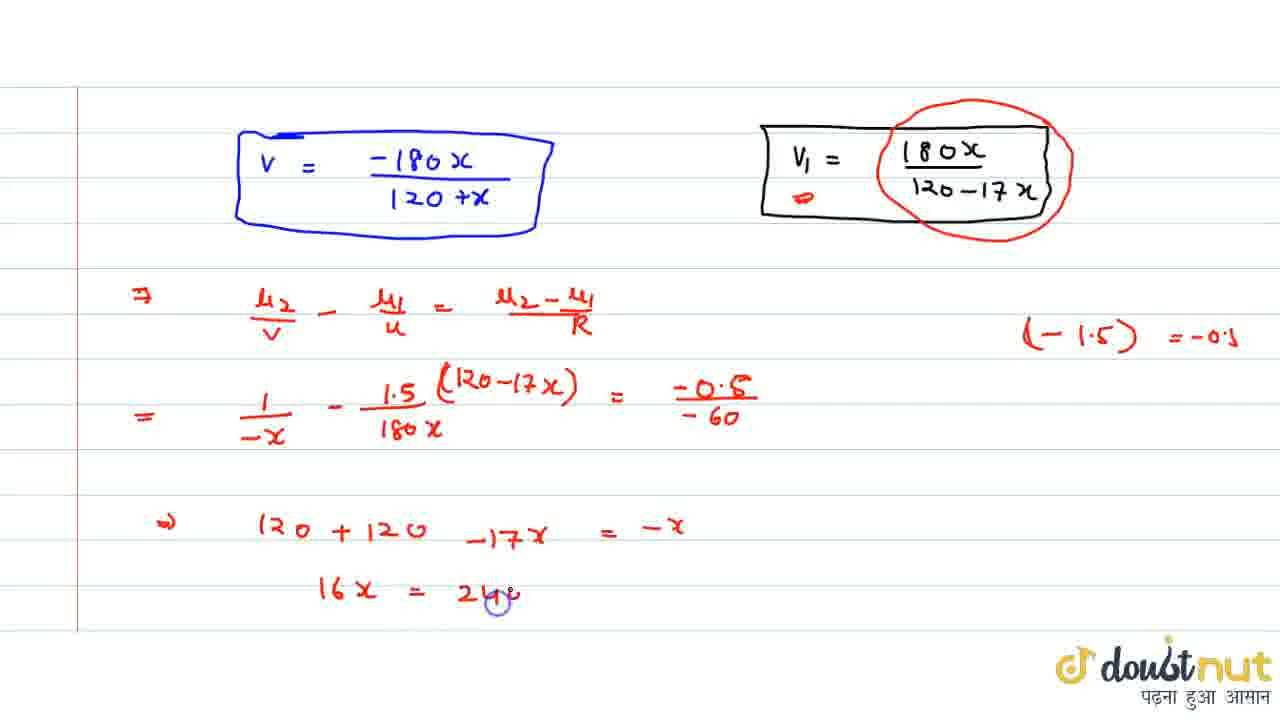 V = -180x / 120 + x
V₁ = 180x / 120 - 17x
⇒ μ₂/V - μ₁/u = μ₂ - μ₁ / R
(- 1.5) = -0.5
= 1/-x - 1.5/180x (120 - 17x) = -0.5/-60
⇒ 120 + 120 - 17x = -x
16x = 240
doubtnut
पढ़ना हुआ आसान